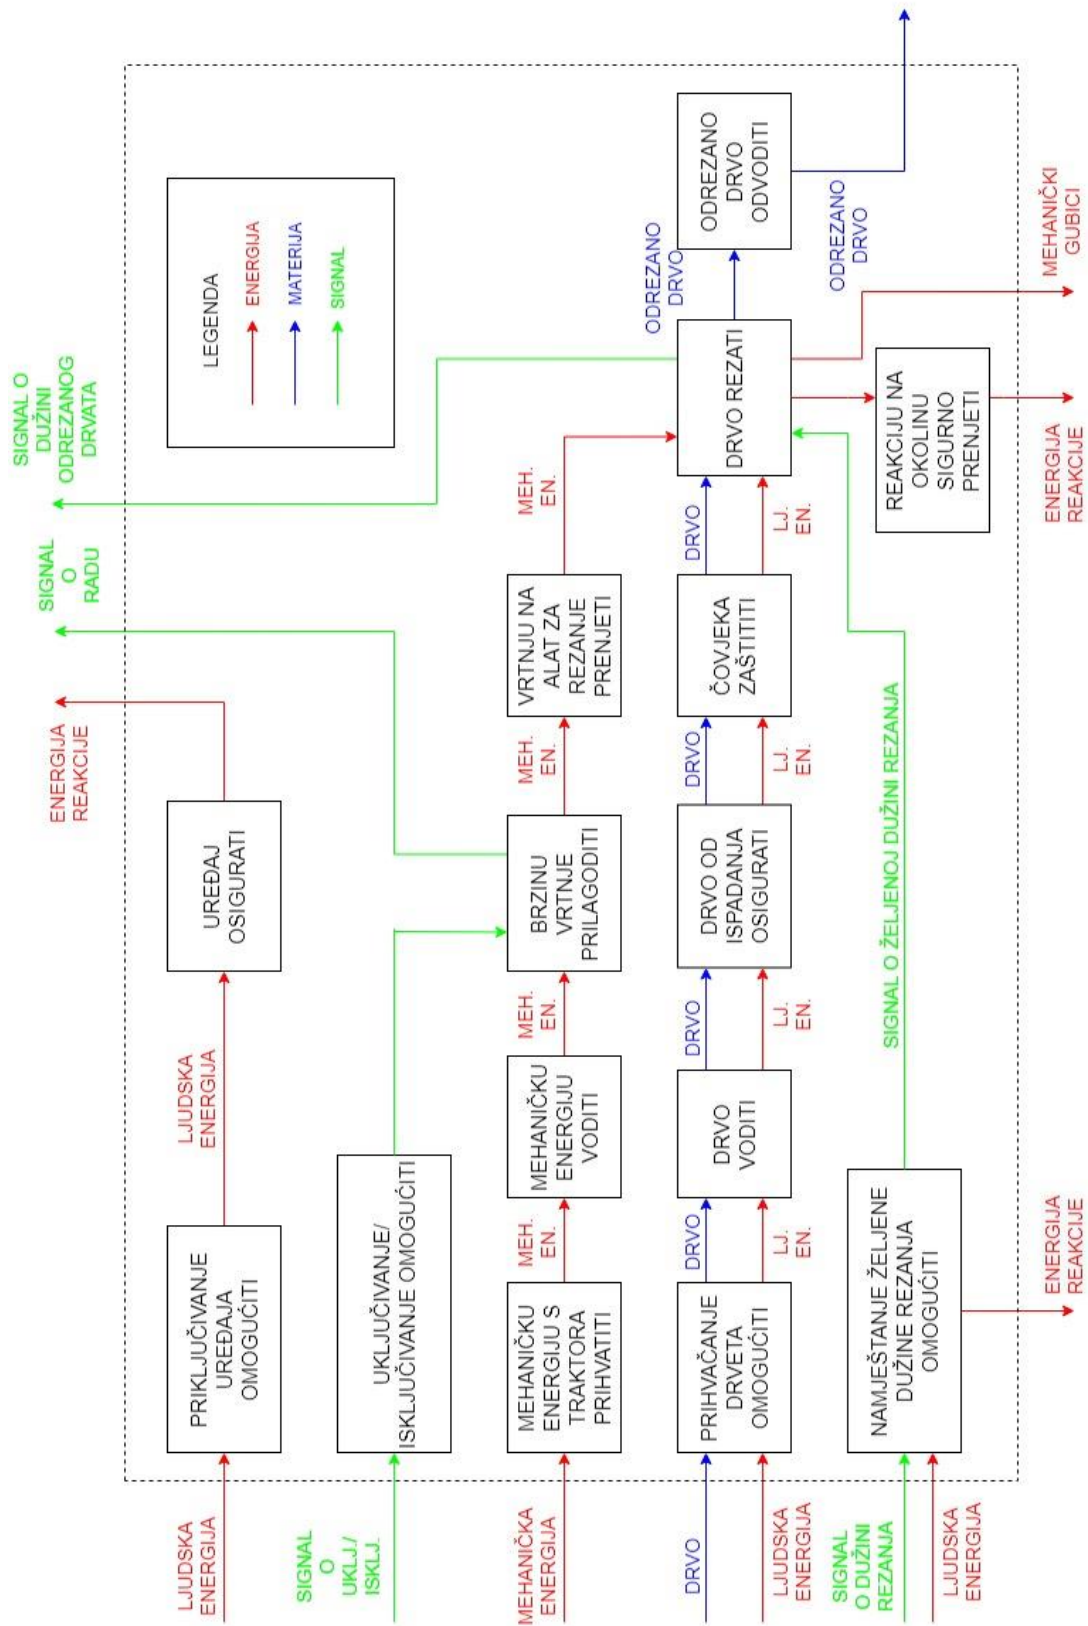 LJUDSKA
ENERGIJA
PRIKLJUČIVANJE
UREĐAJA
OMOGUĆITI
LJUDSKA
ENERGIJA
UREĐAJ
OSIGURATI
ENERGIJA
REAKCIJE
SIGNAL
O
RADU
SIGNAL O
DUŽINI
ODREZANOG
DRVATA
LEGENDA
ENERGIJA
MATERIJA
SIGNAL
SIGNAL
O
UKLJ./
ISKLJ.
UKLJUČIVANJE/
ISKLJUČIVANJE OMOGUĆITI
MEHANIČKA
ENERGIJA
MEHANIČKU
ENERGIJU S
TRAKTORA
PRIHVATITI
MEH.
EN.
MEHANIČKU
ENERGIJU
VODITI
MEH.
EN.
BRZINU
VRTNJE
PRILAGODITI
MEH.
EN.
VRTNJU NA
ALAT ZA
REZANJE
PRENJETI
MEH.
EN.
DRVO
LJUDSKA
ENERGIJA
PRIHVAČANJE
DRVETA
OMOGUĆITI
DRVO
LJ.
EN.
DRVO
VODITI
DRVO
LJ.
EN.
DRVO OD
ISPADANJA
OSIGURATI
DRVO
LJ.
EN.
ČOVJEKA
ZAŠTITITI
DRVO
LJ.
EN.
DRVO REZATI
ODREZANO
DRVO
ODREZANO
DRVO
ODVODITI
ODREZANO
DRVO
SIGNAL
O DUŽINI
REZANJA
LJUDSKA
ENERGIJA
NAMJEŠTANJE ŽELJENE
DUŽINE REZANJA
OMOGUĆITI
ENERGIJA
REAKCIJE
SIGNAL O ŽELJENOJ DUŽINI REZANJA
REAKCIJU NA
OKOLINU
SIGURNO
PRENJETI
ENERGIJA
REAKCIJE
MEHANIČKI
GUBICI